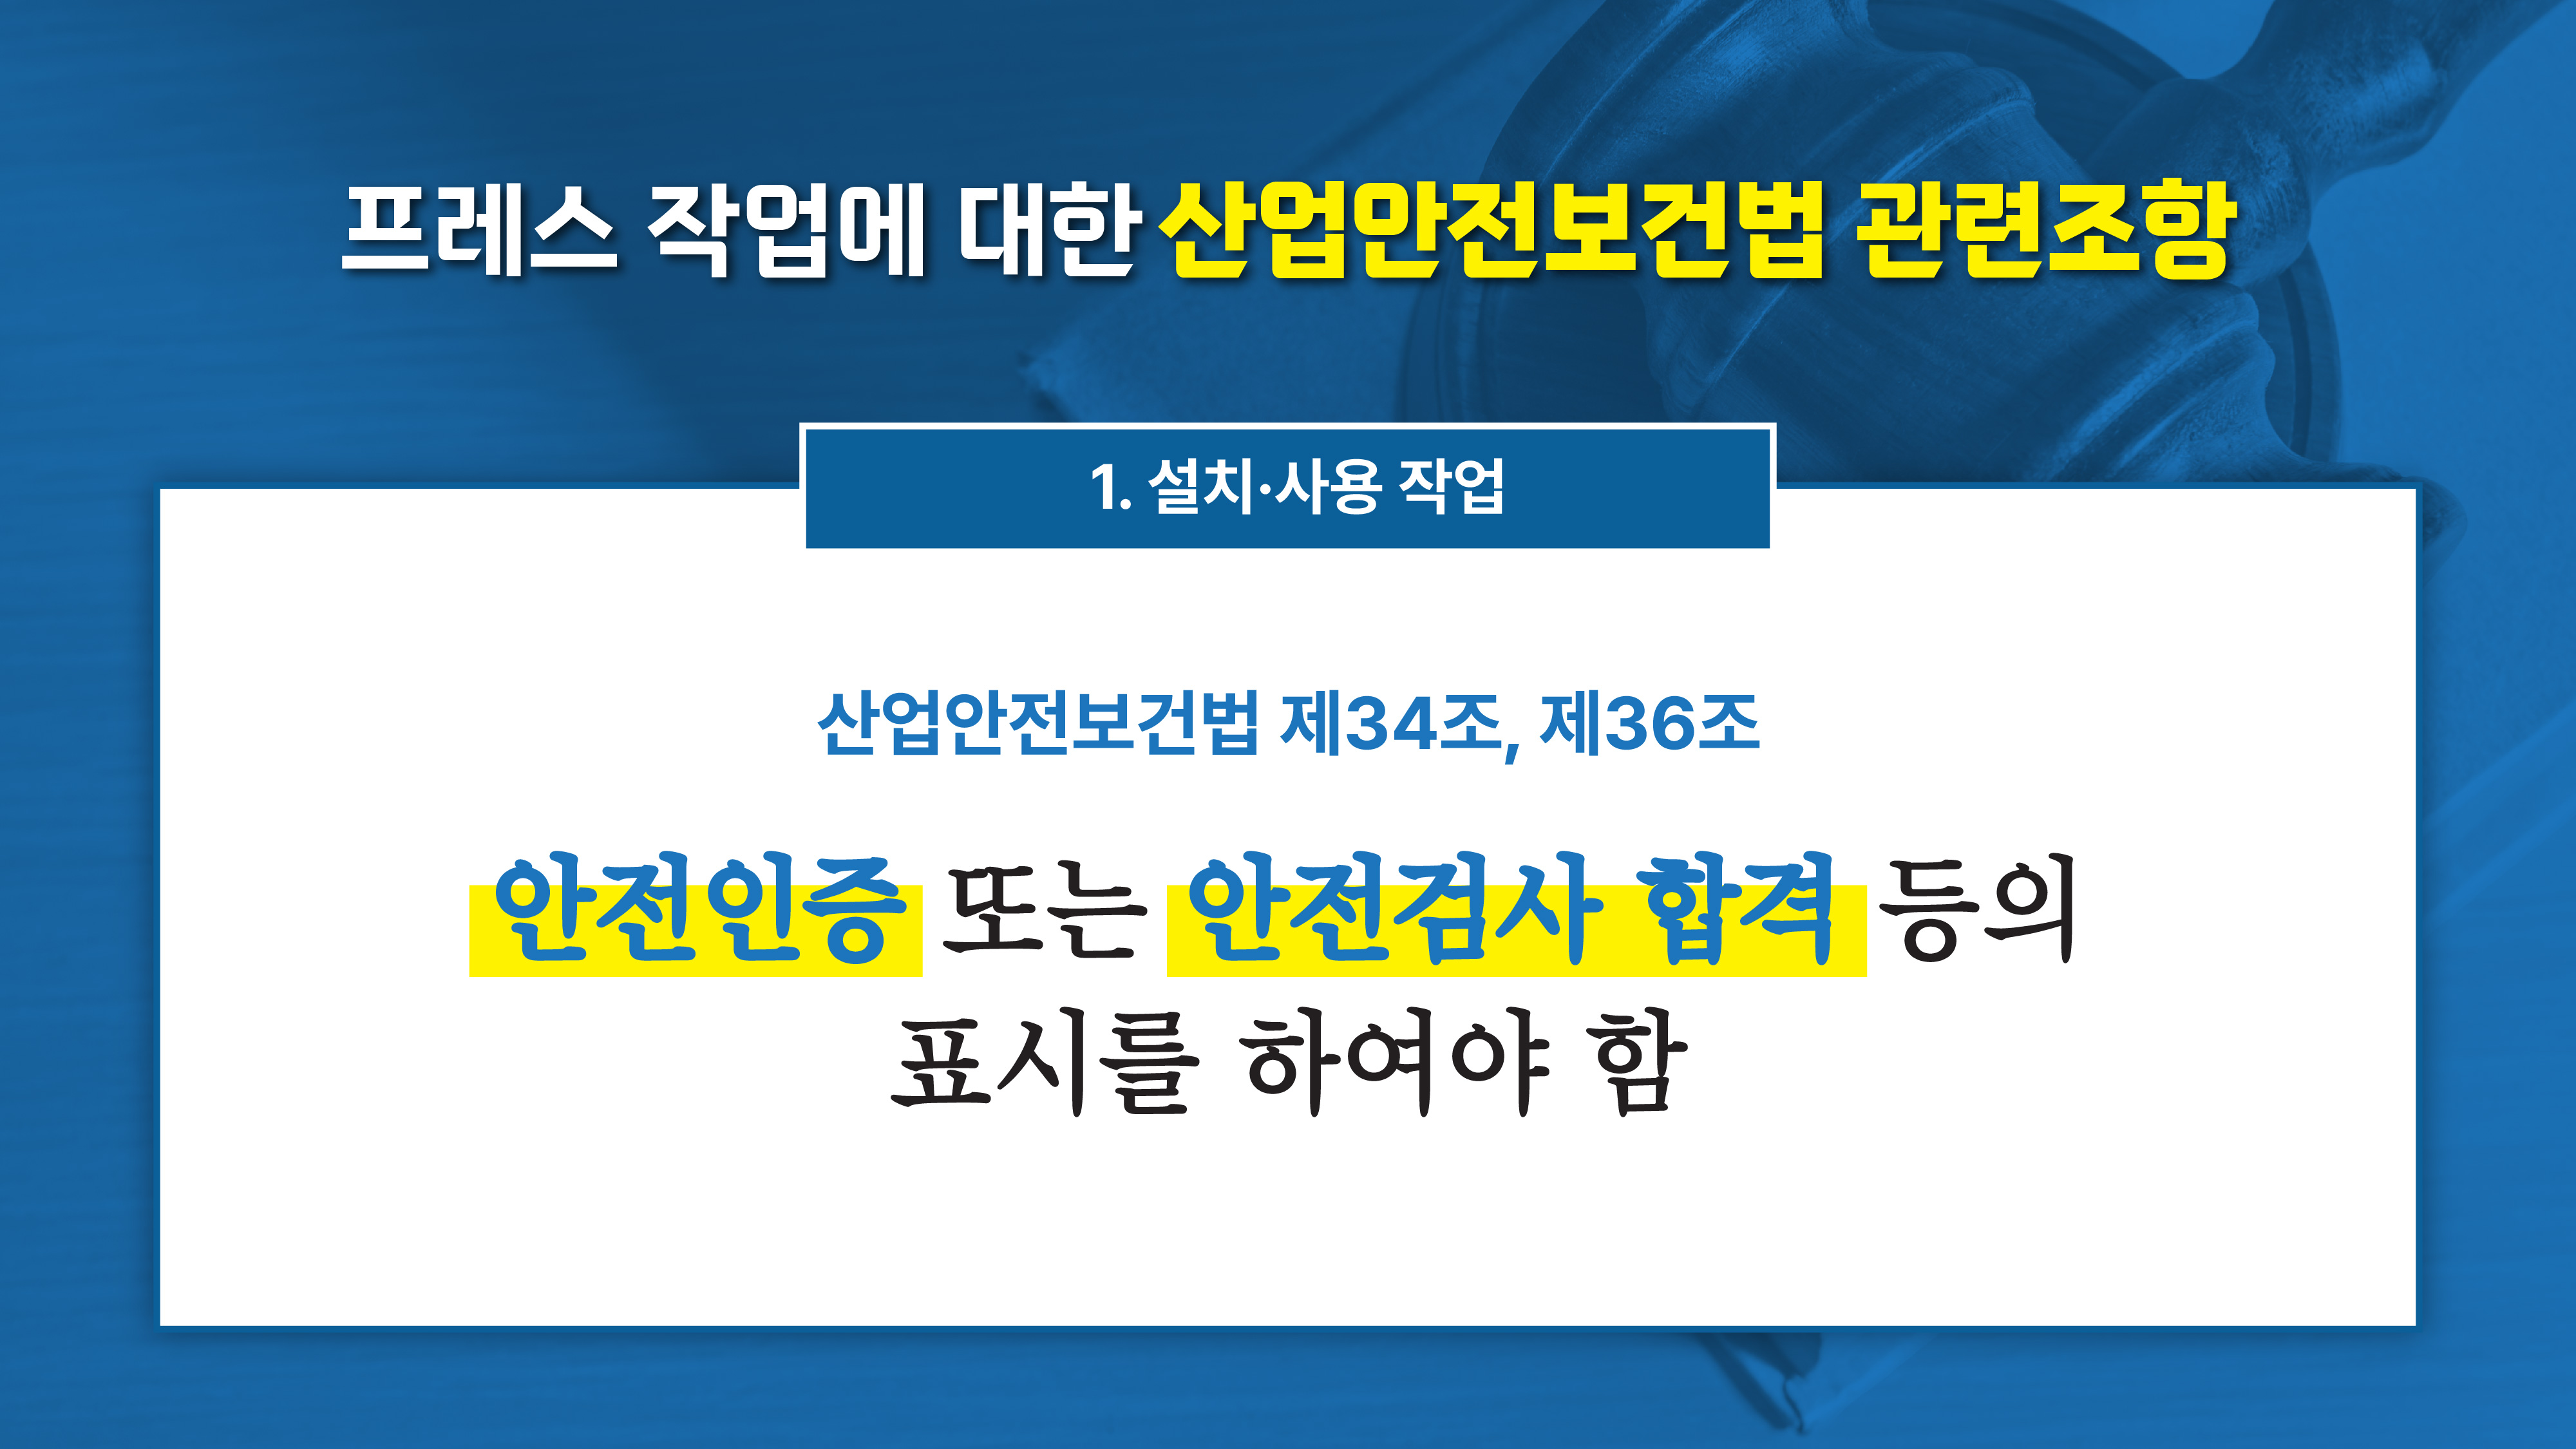 프레스 작업에 대한 산업안전보건법 관련조항
1. 설치·사용 작업
산업안전보건법 제34조, 제36조
안전인증 또는 안전검사 합격 등의
표시를 하여야 함